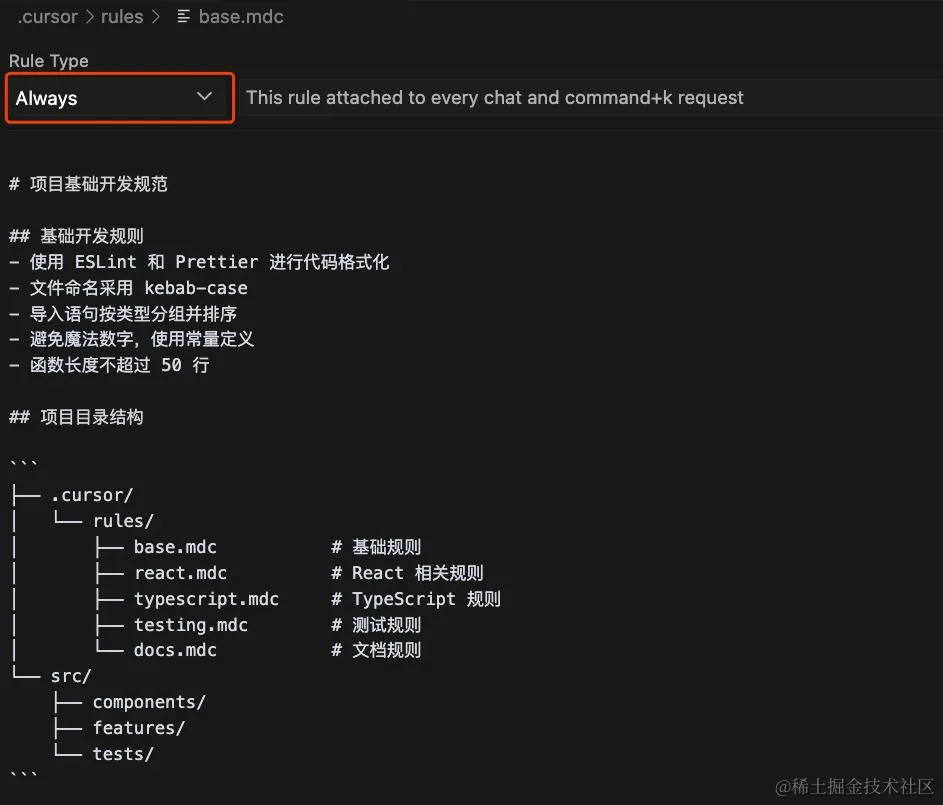 .cursor > rules > base.mdc
Rule Type
Always This rule attached to every chat and command+k request
# 项目基础开发规范
## 基础开发规则
- 使用 ESLint 和 Prettier 进行代码格式化
- 文件命名采用 kebab-case
- 导入语句按类型分组并排序
- 避免魔法数字，使用常量定义
- 函数长度不超过 50 行
## 项目目录结构
```
├── .cursor/
│   └── rules/
│       ├── base.mdc           # 基础规则
│       ├── react.mdc          # React 相关规则
│       ├── typescript.mdc     # TypeScript 规则
│       ├── testing.mdc        # 测试规则
│       └── docs.mdc           # 文档规则
└── src/
    ├── components/
    ├── features/
    └── tests/
```
@稀土掘金技术社区